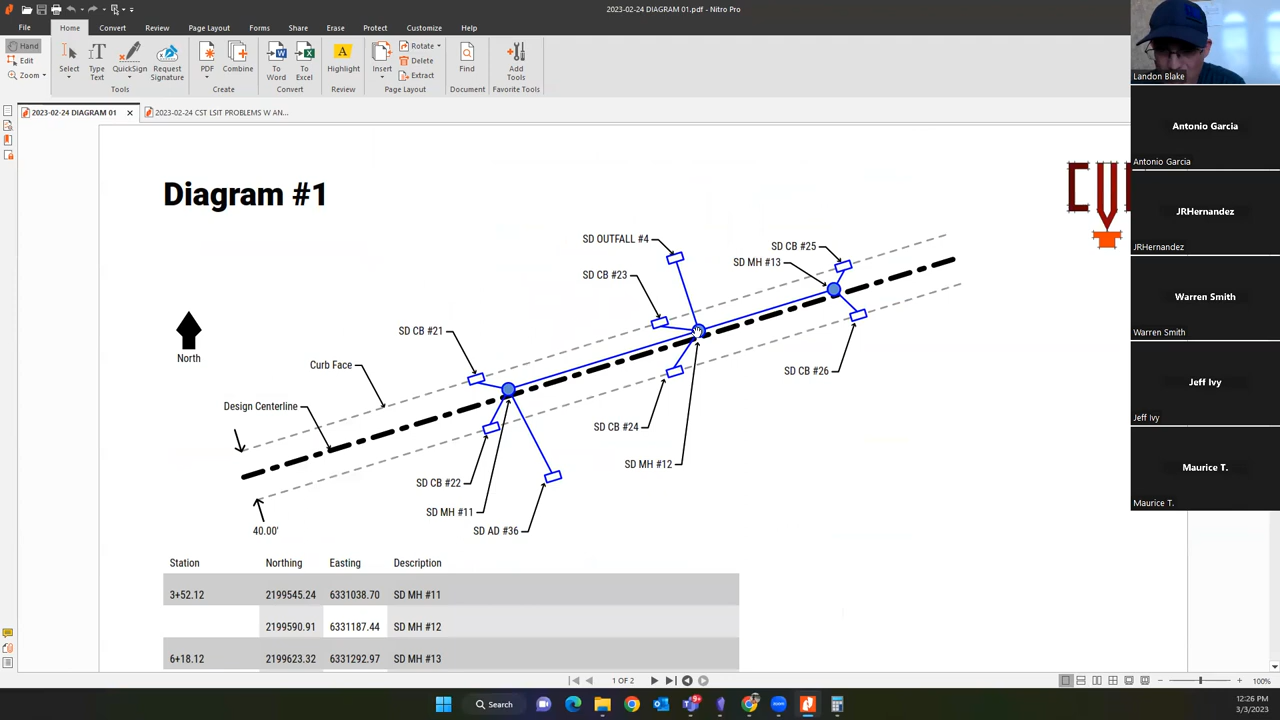 2023-02-24 DIAGRAM 01.pdf - Nitro Pro
File Home Convert Review Page Layout Forms Share Erase Protect Customize Help
Hand
Edit
Zoom
Select
Type Text
QuickSign
Request Signature
Tools
PDF
Combine
Create
To Word
To Excel
Convert
Highlight
Review
Insert
Rotate
Delete
Extract
Page Layout
Find
Document
Add Tools
Favorite Tools
2023-02-24 DIAGRAM 01
2023-02-24 CST LSIT PROBLEMS W AN...
Diagram #1
SD OUTFALL #4
SD CB #25
SD MH #13
SD CB #23
SD CB #21
North
Curb Face
SD CB #26
Design Centerline
SD CB #24
SD MH #12
SD CB #22
SD MH #11
40.00'
SD AD #36
Station Northing Easting Description
3+52.12 2199545.24 6331038.70 SD MH #11
2199590.91 6331187.44 SD MH #12
6+18.12 2199623.32 6331292.97 SD MH #13
Landon Blake
Antonio Garcia
Antonio Garcia
JRHernandez
JRHernandez
Warren Smith
Warren Smith
Jeff Ivy
Jeff Ivy
Maurice T.
Maurice T.
1 OF 2
100%
Search
12:26 PM
3/3/2023